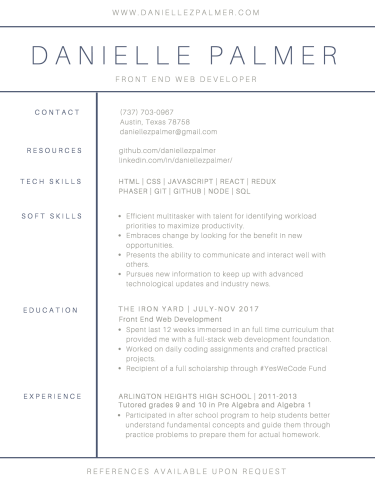 WWW.DANIELLEZPALMER.COM
DANIELLE PALMER
FRONT END WEB DEVELOPER
CONTACT
(737) 703-0967
Austin, Texas 78758
daniellezpalmer@gmail.com
RESOURCES
github.com/daniellezpalmer
linkedin.com/in/daniellezpalmer/
TECH SKILLS
HTML | CSS | JAVASCRIPT | REACT | REDUX
PHASER | GIT | GITHUB | NODE | SQL
SOFT SKILLS
• Efficient multitasker with talent for identifying workload
priorities to maximize productivity.
• Embraces change by looking for the benefit in new
opportunities.
• Presents the ability to communicate and interact well with
others.
• Pursues new information to keep up with advanced
technological updates and industry news.
EDUCATION
THE IRON YARD | JULY-NOV 2017
Front End Web Development
• Spent last 12 weeks immersed in an full time curriculum that
provided me with a full-stack web development foundation.
• Worked on daily coding assignments and crafted practical
projects.
• Recipient of a full scholarship through #YesWeCode Fund
EXPERIENCE
ARLINGTON HEIGHTS HIGH SCHOOL | 2011-2013
Tutored grades 9 and 10 in Pre Algebra and Algebra 1
• Participated in after school program to help students better
understand fundamental concepts and guide them through
practice problems to prepare them for actual homework.
REFERENCES AVAILABLE UPON REQUEST